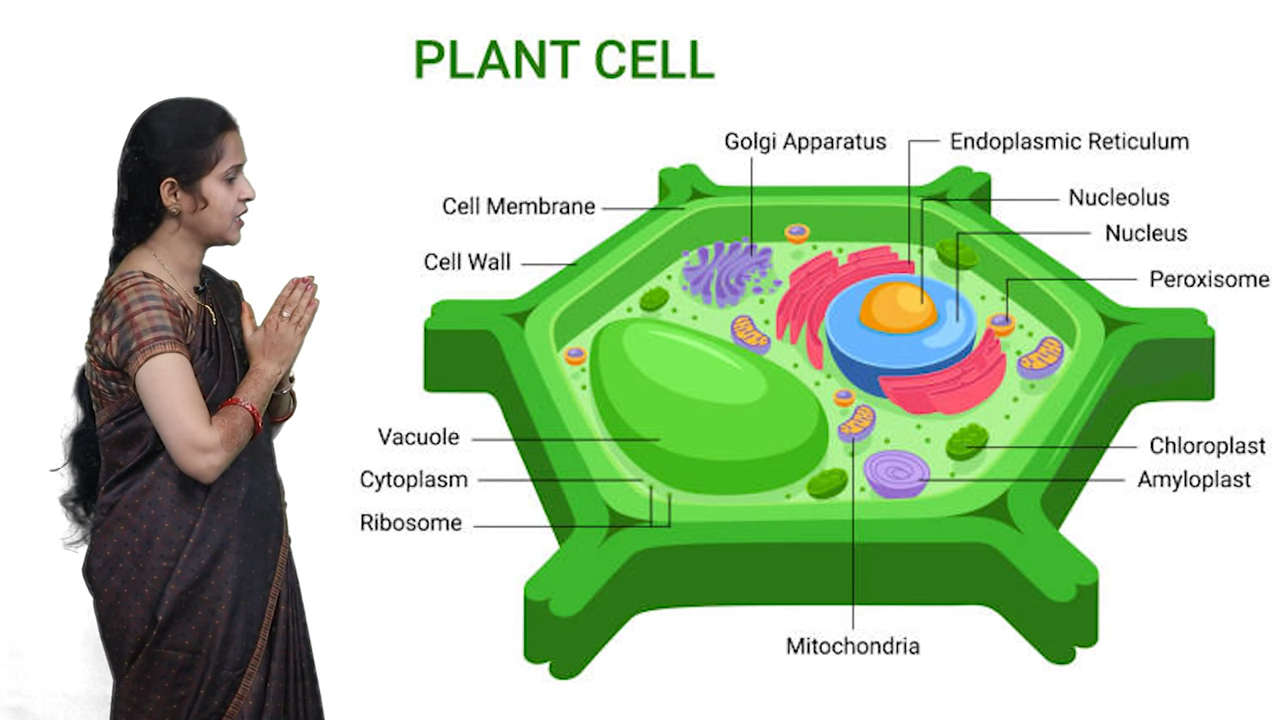 PLANT CELL
Golgi Apparatus
Endoplasmic Reticulum
Cell Membrane
Nucleolus
Nucleus
Cell Wall
Peroxisome
Vacuole
Chloroplast
Cytoplasm
Amyloplast
Ribosome
Mitochondria